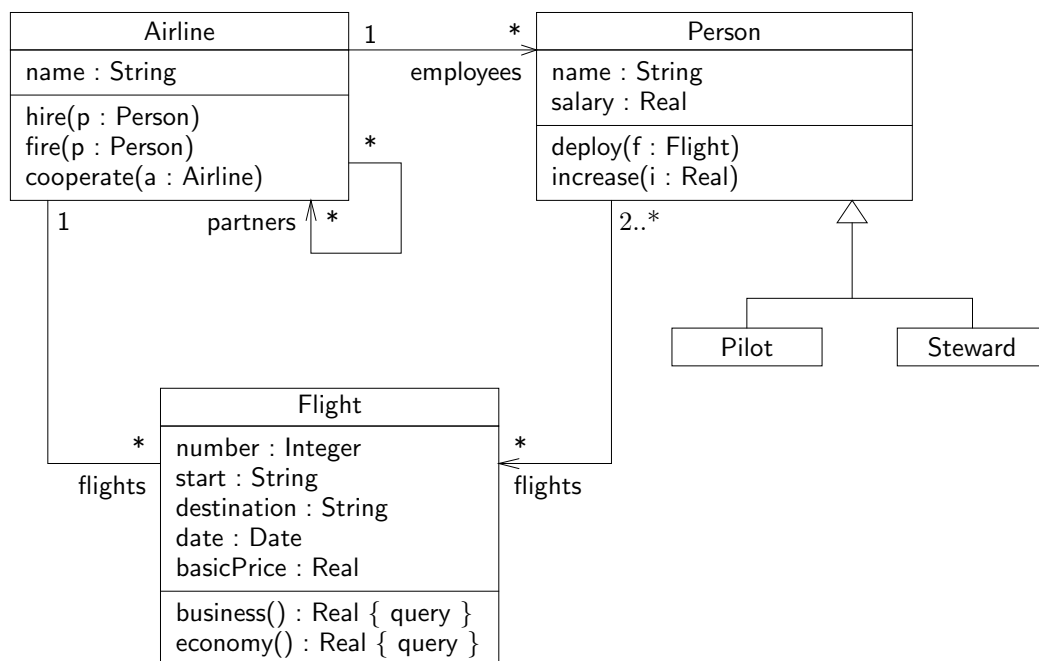 Airline
name : String
hire(p : Person)
fire(p : Person)
cooperate(a : Airline)
1
*
employees
Person
name : String
salary : Real
deploy(f : Flight)
increase(i : Real)
*
partners
*
1
2..*
Pilot
Steward
Flight
number : Integer
start : String
destination : String
date : Date
basicPrice : Real
business() : Real { query }
economy() : Real { query }
*
flights
*
flights